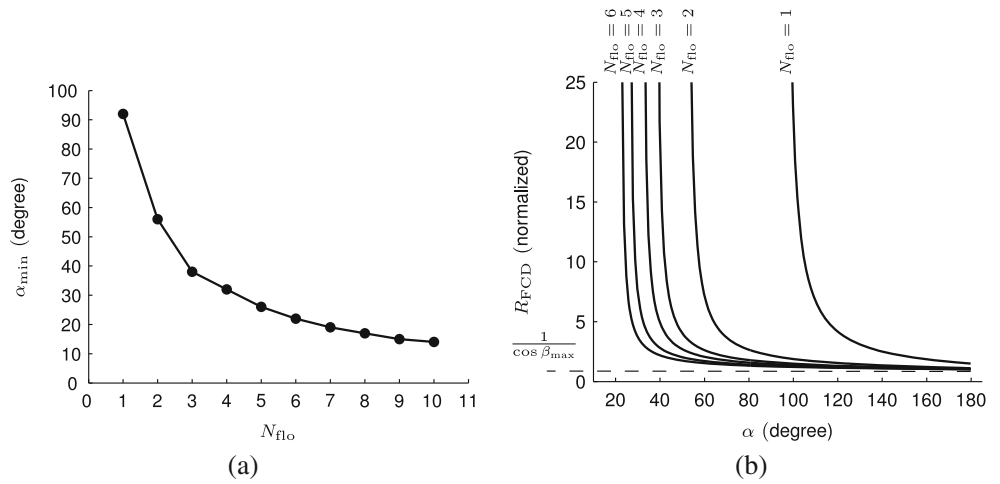 100
90
80
70
60
50
40
30
20
10
0
0 1 2 3 4 5 6 7 8 9 10 11
α_min (degree)
N_flo
(a)
N_flo = 6
N_flo = 5
N_flo = 4
N_flo = 3
N_flo = 2
N_flo = 1
25
20
15
10
5
0
R_FCD (normalized)
1
cos β_max
20 40 60 80 100 120 140 160 180
α (degree)
(b)